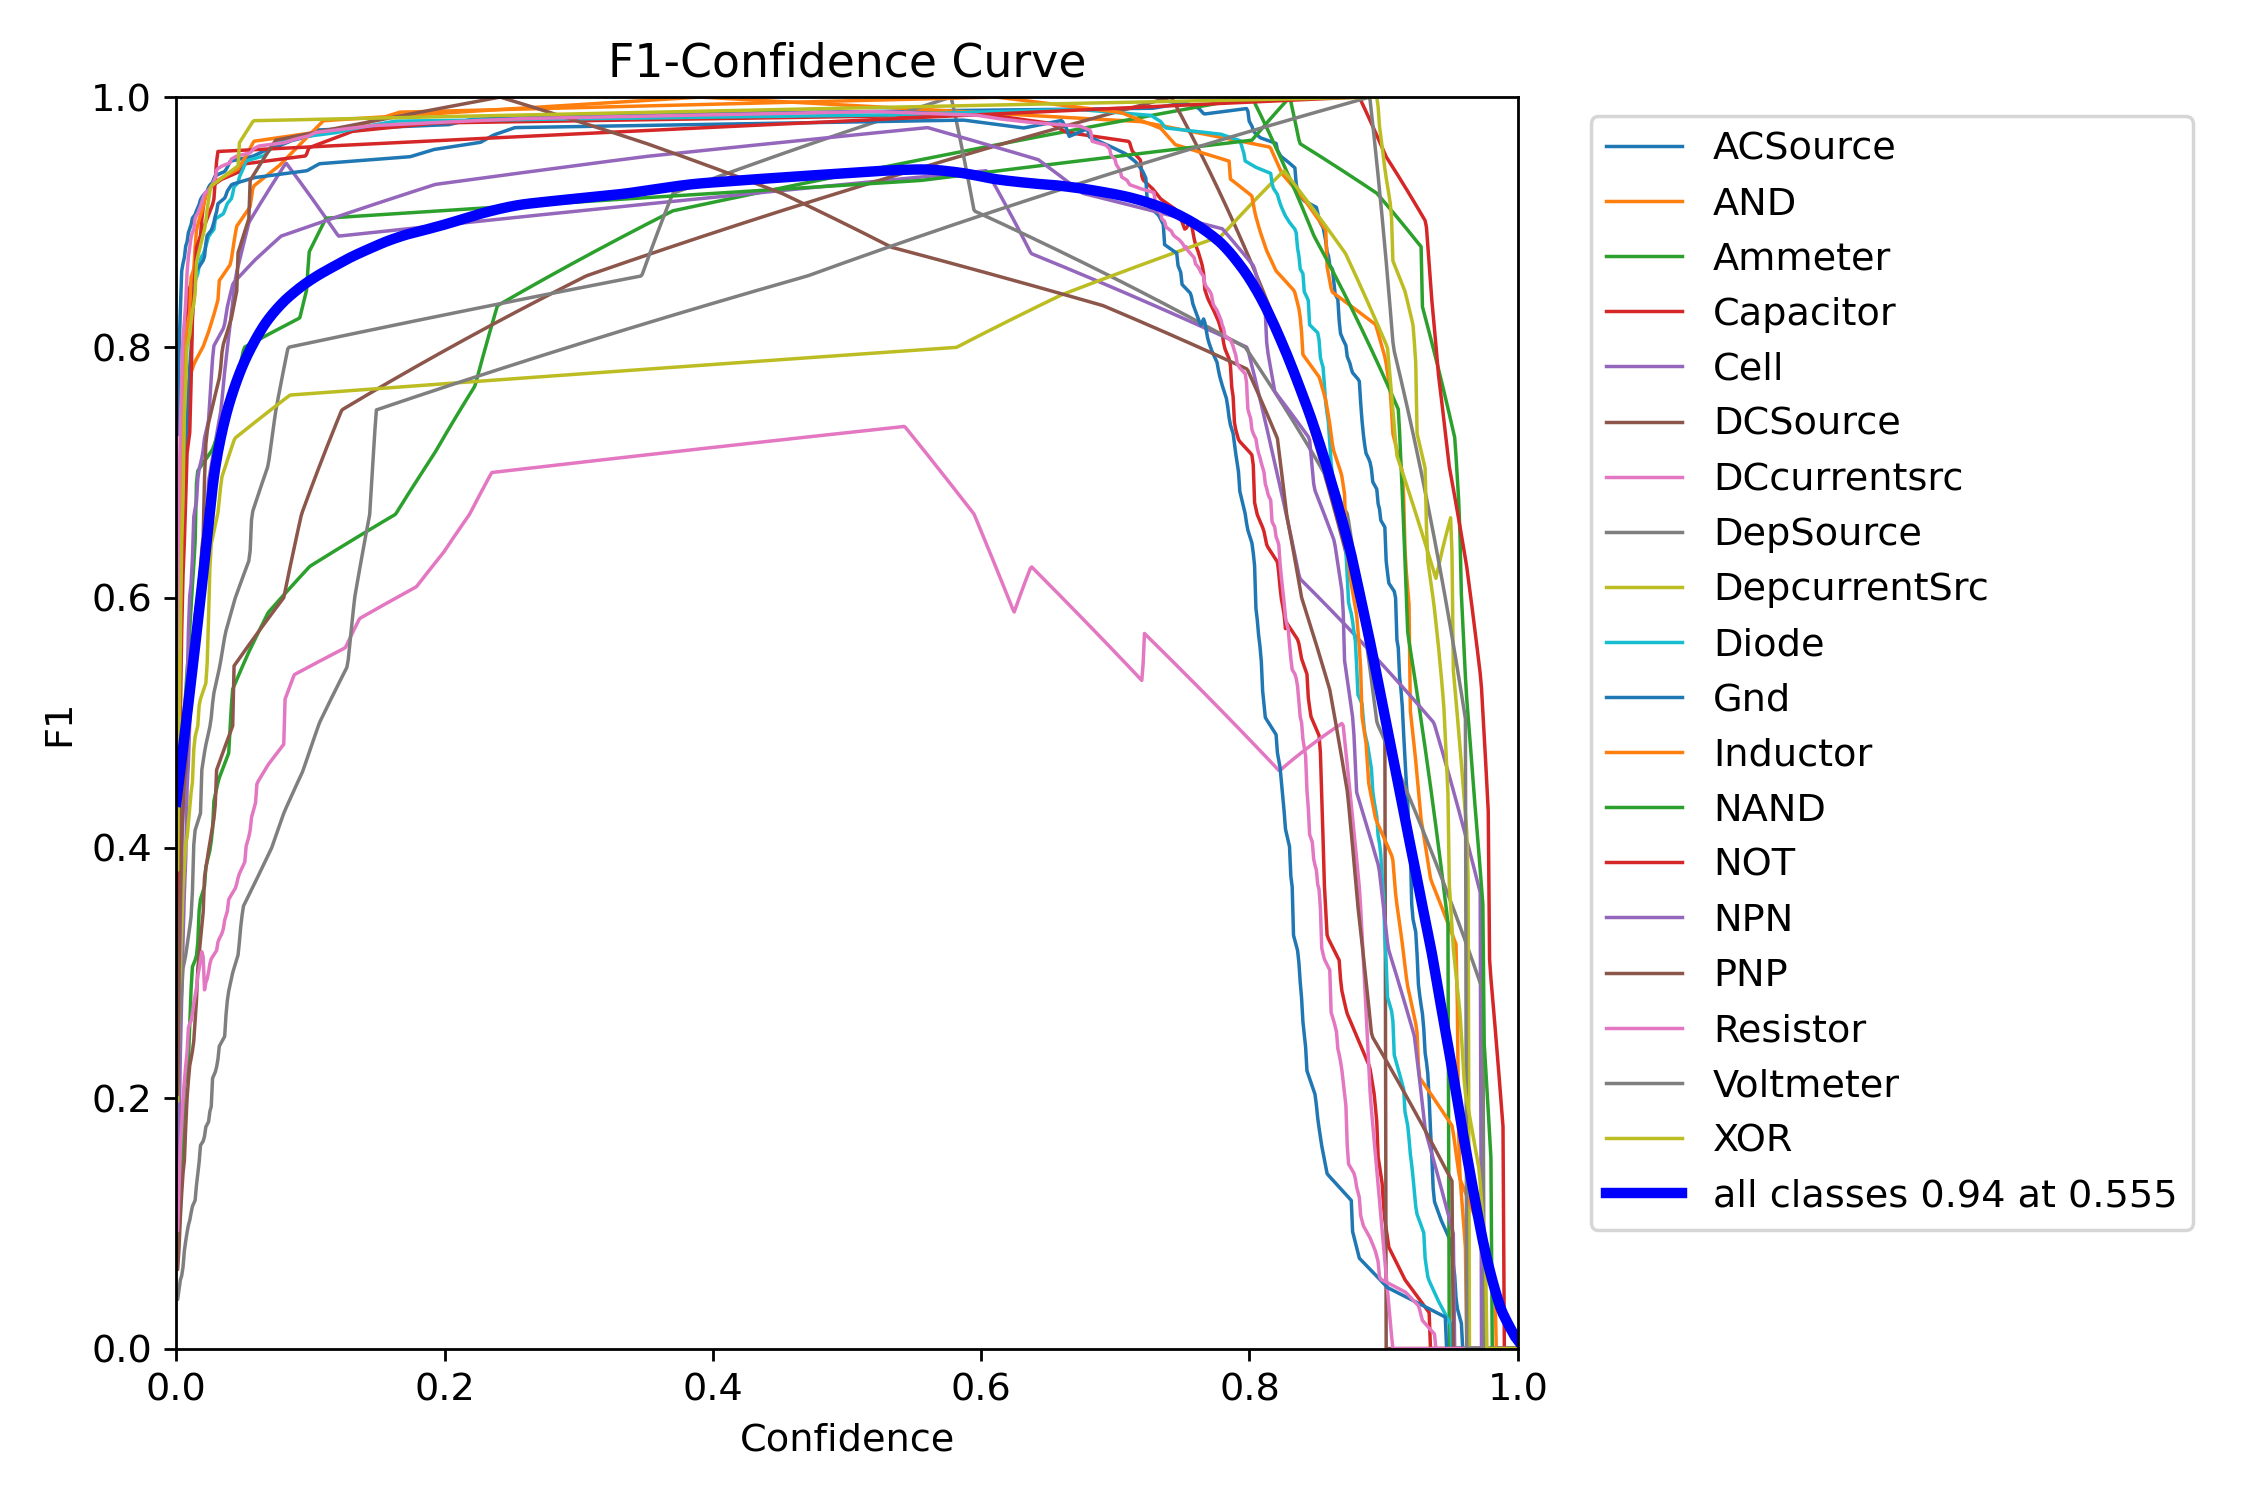 F1-Confidence Curve
1.0
0.8
0.6
0.4
0.2
0.0
F1
0.0 0.2 0.4 0.6 0.8 1.0
Confidence
ACSource
AND
Ammeter
Capacitor
Cell
DCSource
DCcurrentsrc
DepSource
DepcurrentSrc
Diode
Gnd
Inductor
NAND
NOT
NPN
PNP
Resistor
Voltmeter
XOR
all classes 0.94 at 0.555